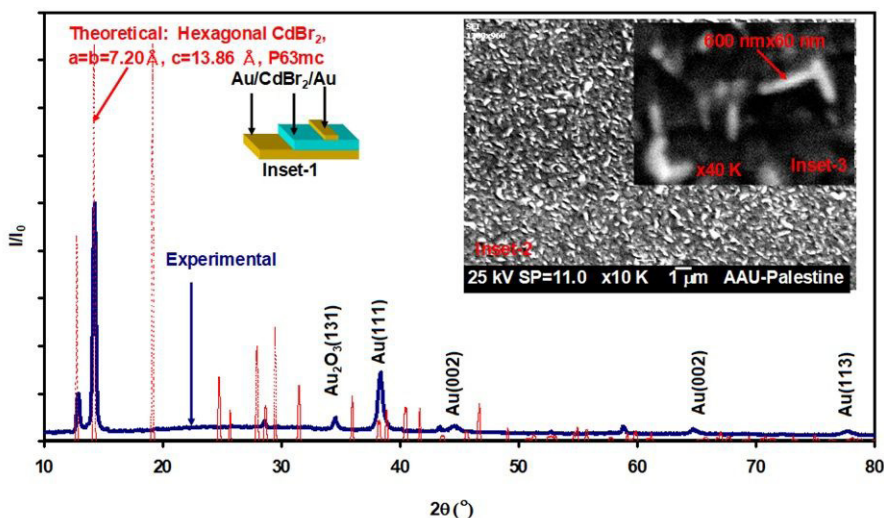 Theoretical: Hexagonal CdBr₂,
a=b=7.20 Å, c=13.86 Å, P63mc
Au/CdBr₂/Au
Inset-1
SEI
1280x960
600 nmx60 nm
x40 K
Inset-3
Inset-2
25 kV SP=11.0 x10 K 1 μm AAU-Palestine
I/I₀
Experimental
Au₂O₃(131)
Au(111)
Au(002)
Au(002)
Au(113)
10 20 30 40 50 60 70 80
2θ (°)